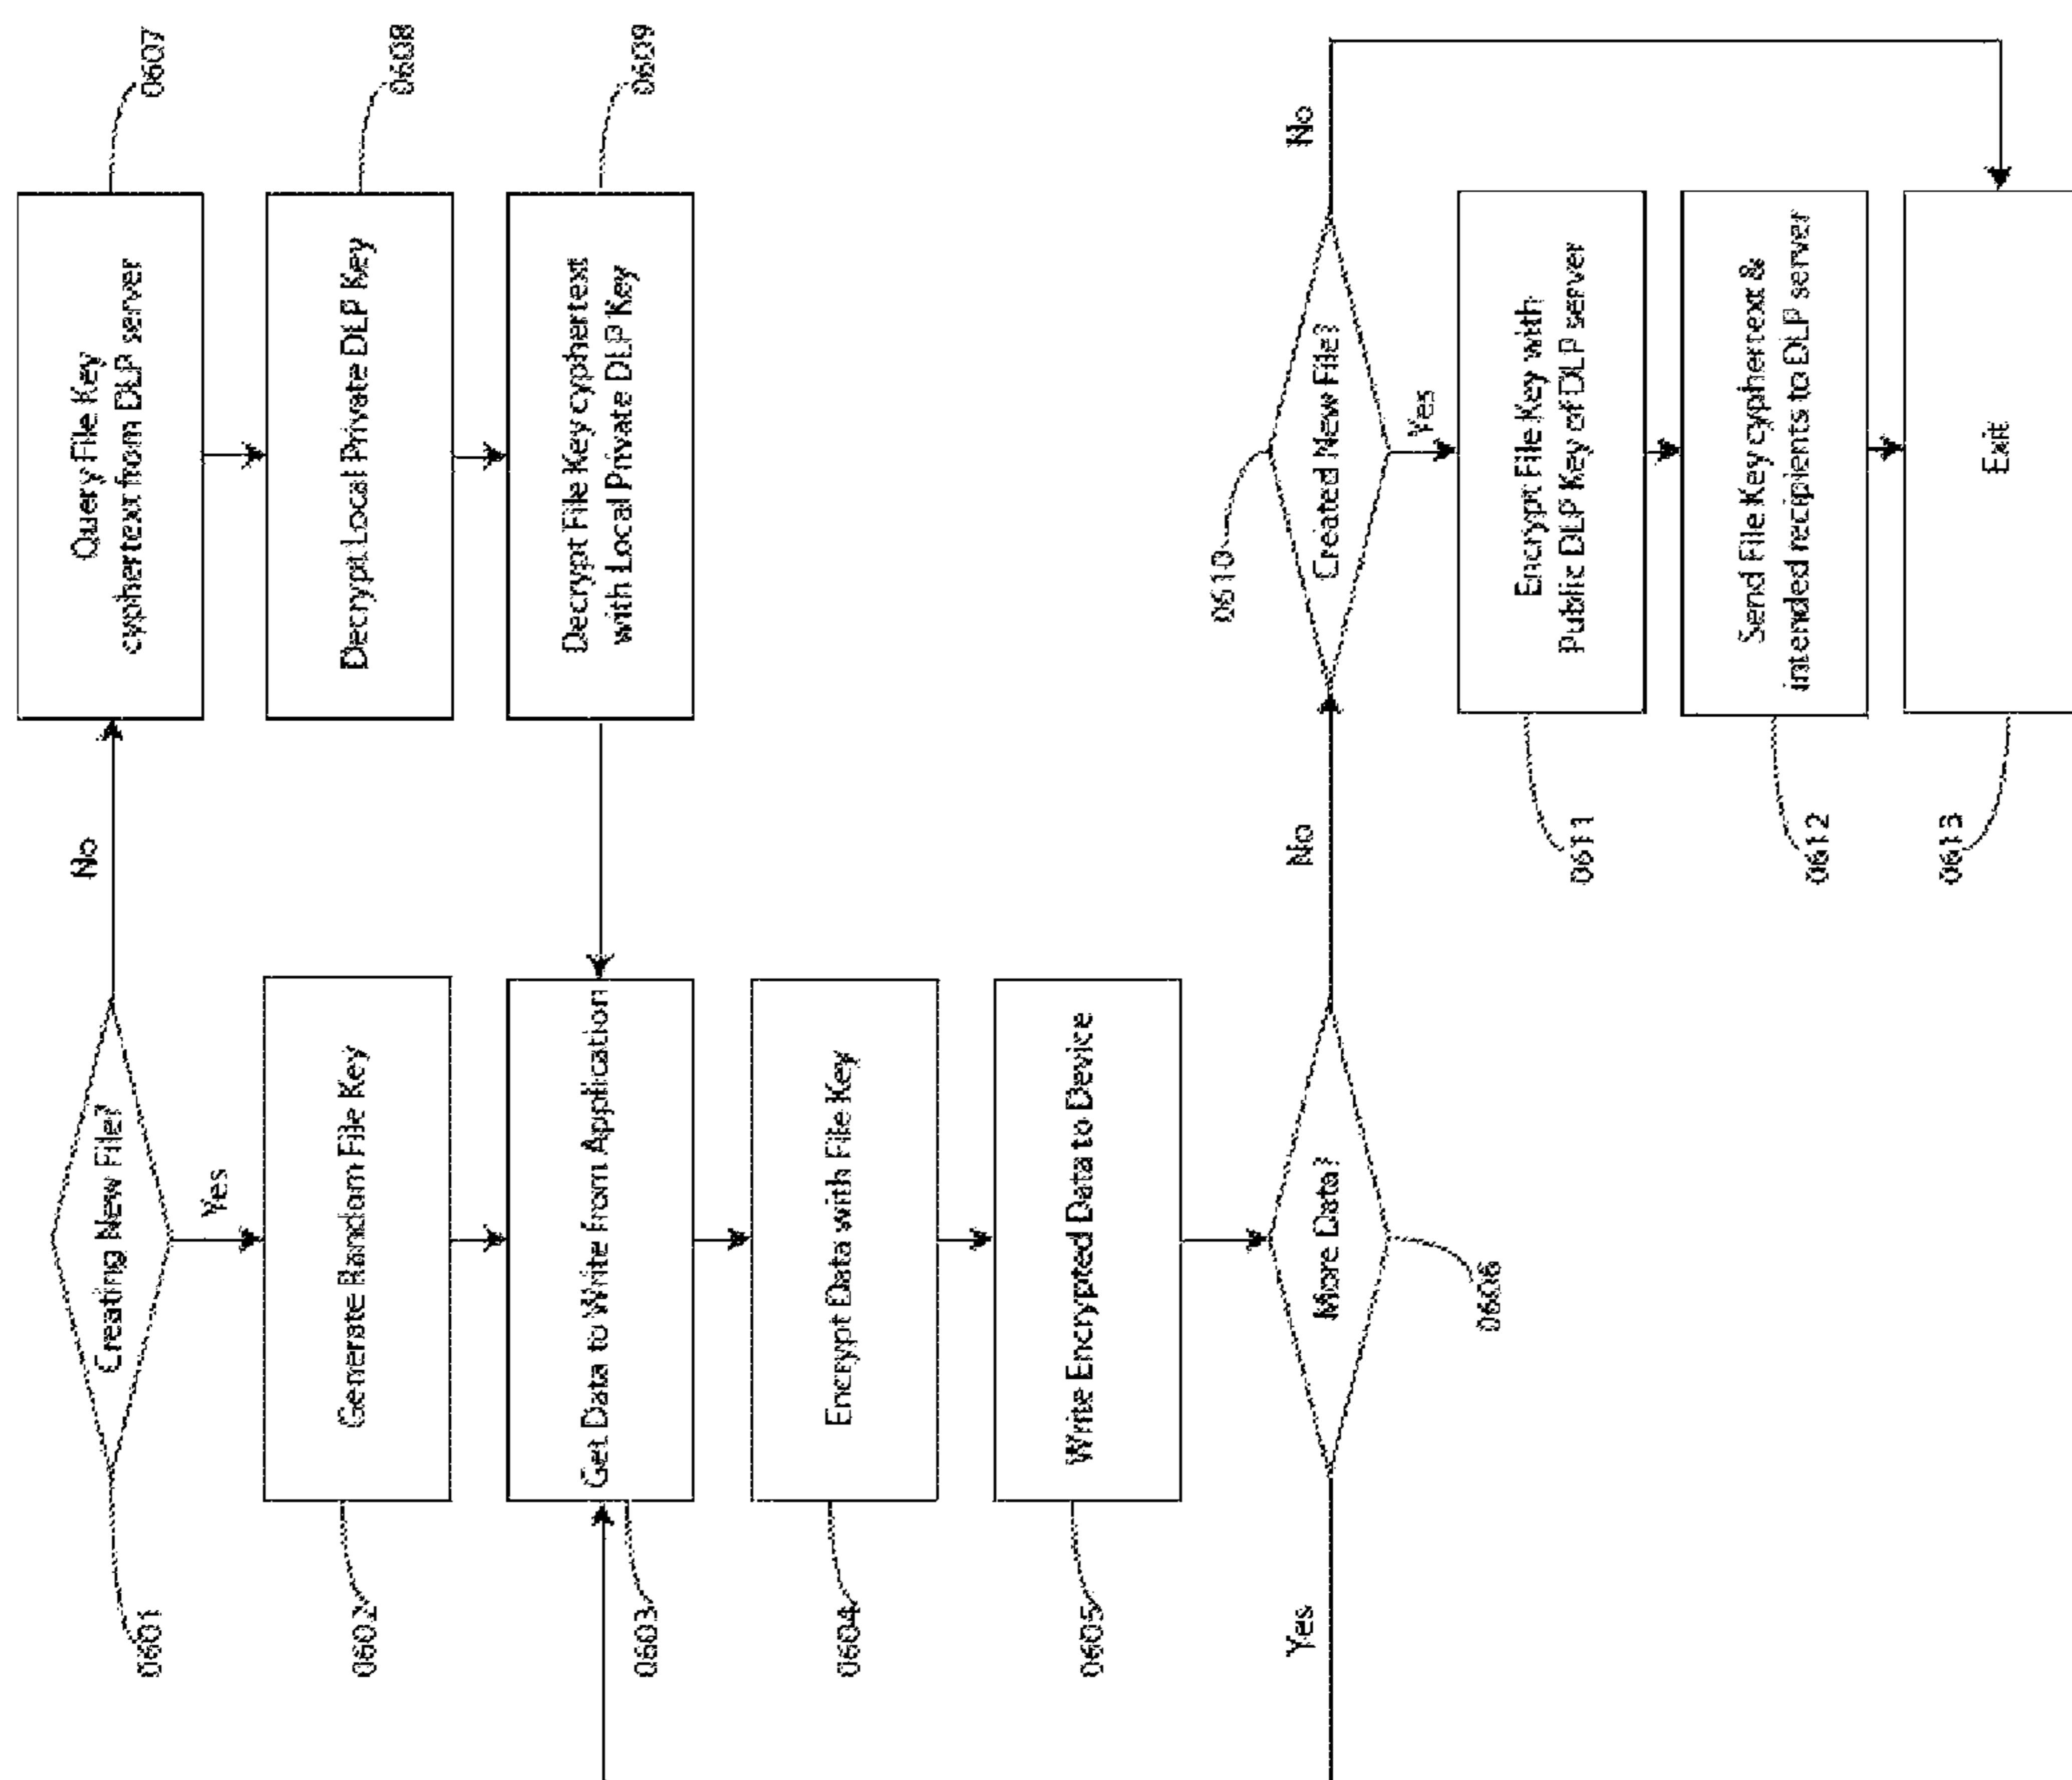 Creating New File?
No
Yes
0601
Query File Key
cyphertext from DLP server
0607
Generate Random File Key
0602
Decrypt Local Private DLP Key
0608
Get Data to Write from Application
0603
Decrypt File Key cyphertext
with Local Private DLP Key
0609
Encrypt Data with File Key
0604
Write Encrypted Data to Device
0605
More Data?
Yes
No
0606
Created New File?
No
Yes
0610
Encrypt File Key with
Public DLP Key of DLP server
0611
Send File Key cyphertext &
intended recipients to DLP server
0612
Exit
0613